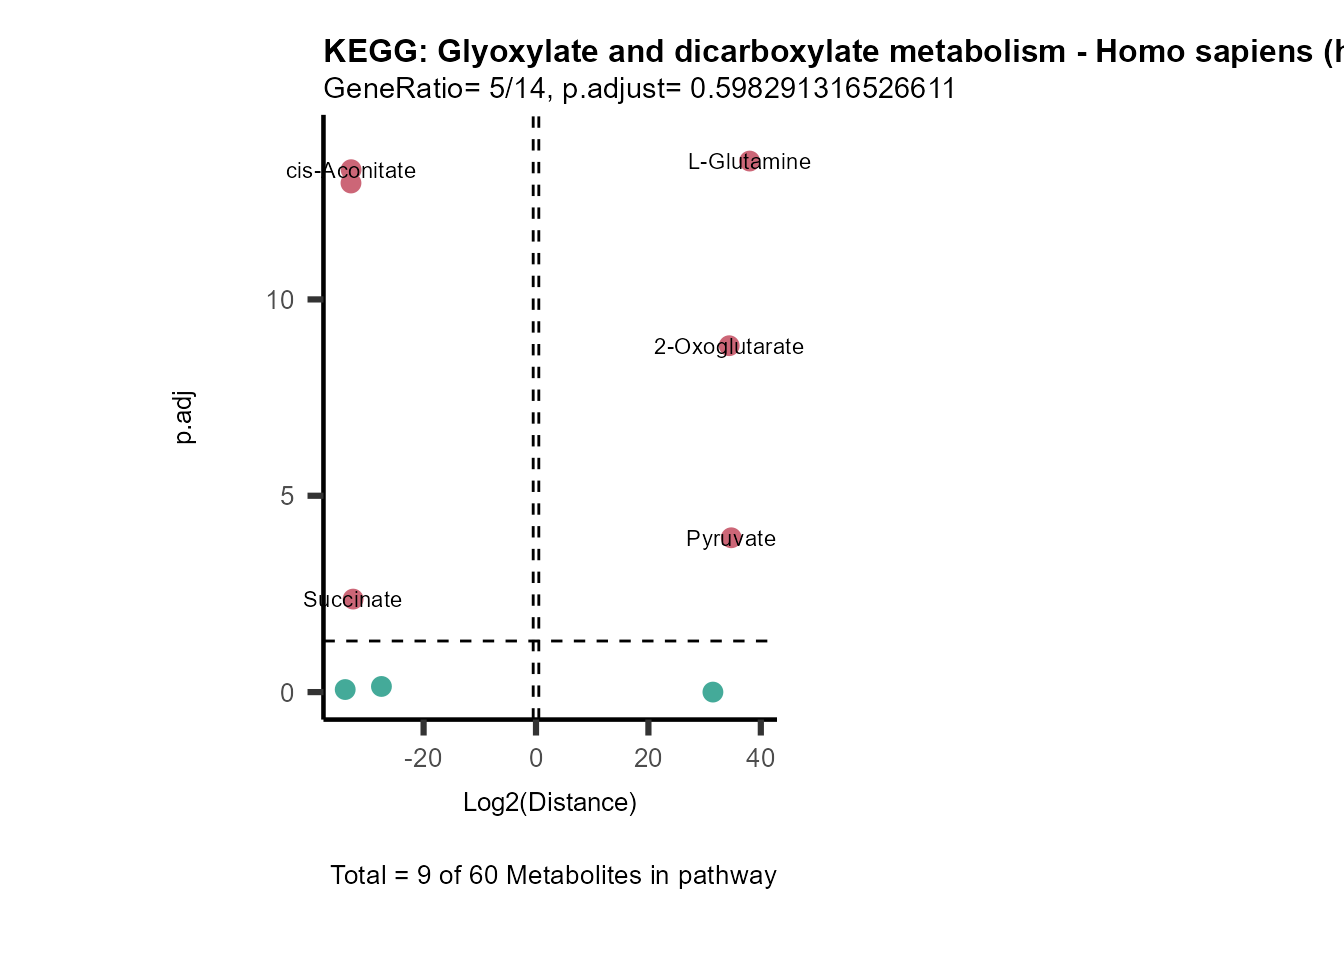 KEGG: Glyoxylate and dicarboxylate metabolism - Homo sapiens (h
GeneRatio= 5/14, p.adjust= 0.598291316526611
cis-Aconitate
L-Glutamine
10
2-Oxoglutarate
p.adj
5
Pyruvate
Succinate
0
-20 0 20 40
Log2(Distance)
Total = 9 of 60 Metabolites in pathway